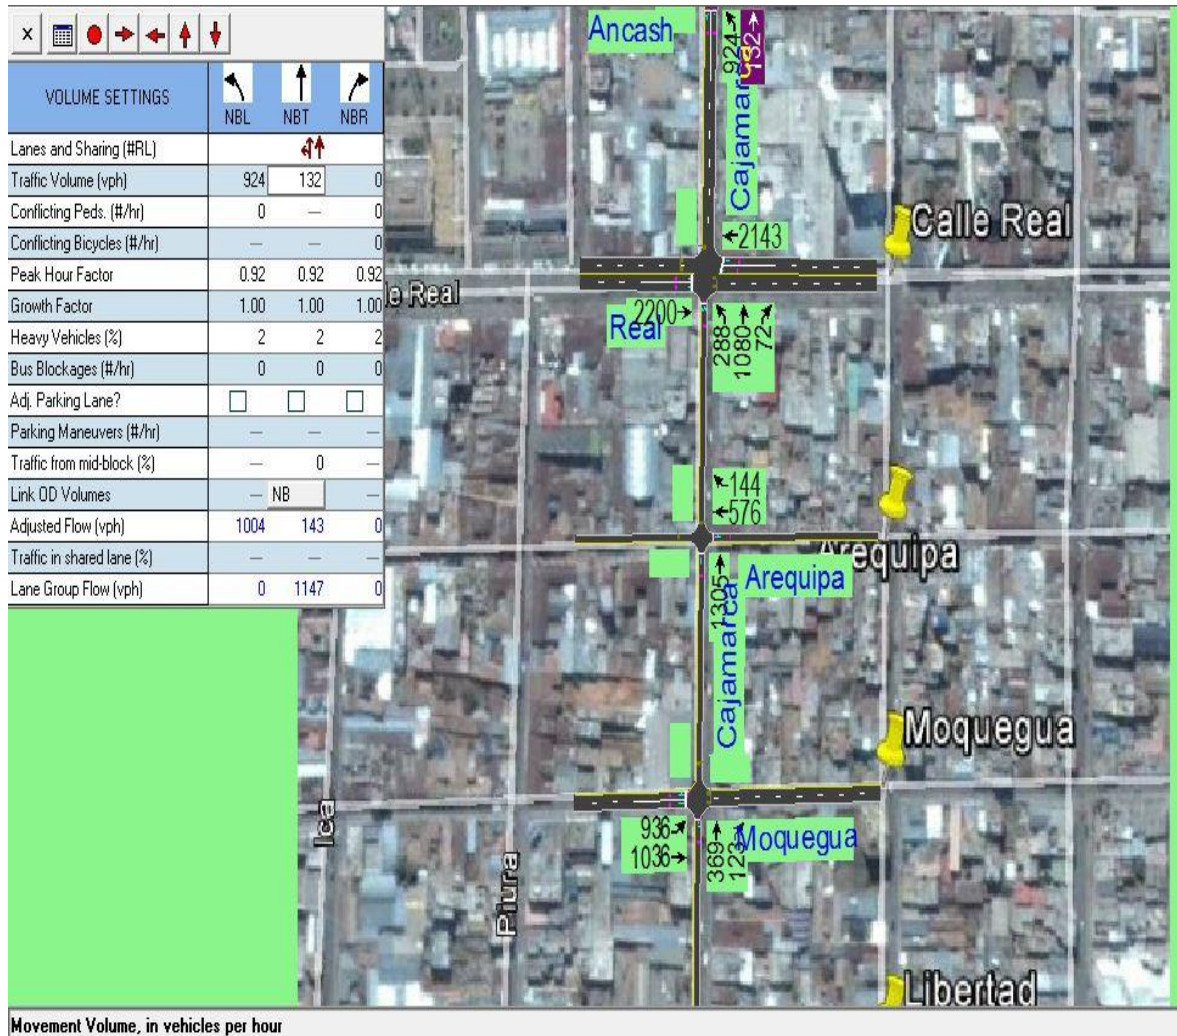 ×
VOLUME SETTINGS
NBL NBT NBR
Lanes and Sharing (#RL)
Traffic Volume (vph) 924 132 0
Conflicting Peds. (#/hr) 0 — 0
Conflicting Bicycles (#/hr) — — 0
Peak Hour Factor 0.92 0.92 0.92
Growth Factor 1.00 1.00 1.00
Heavy Vehicles (%) 2 2 2
Bus Blockages (#/hr) 0 0 0
Adj. Parking Lane?
Parking Maneuvers (#/hr) — — —
Traffic from mid-block (%) — 0 —
Link OD Volumes — NB —
Adjusted Flow (vph) 1004 143 0
Traffic in shared lane (%) — — —
Lane Group Flow (vph) 0 1147 0
Ancash
924
132
Cajamarca
Calle Real
2143
le Real
2200
Real
288
1080
72
144
576
Arequipa
1305
Arequipa
Cajamarca
Moquegua
936
1036
369
123
Moquegua
Ica
Piura
Libertad
Movement Volume, in vehicles per hour